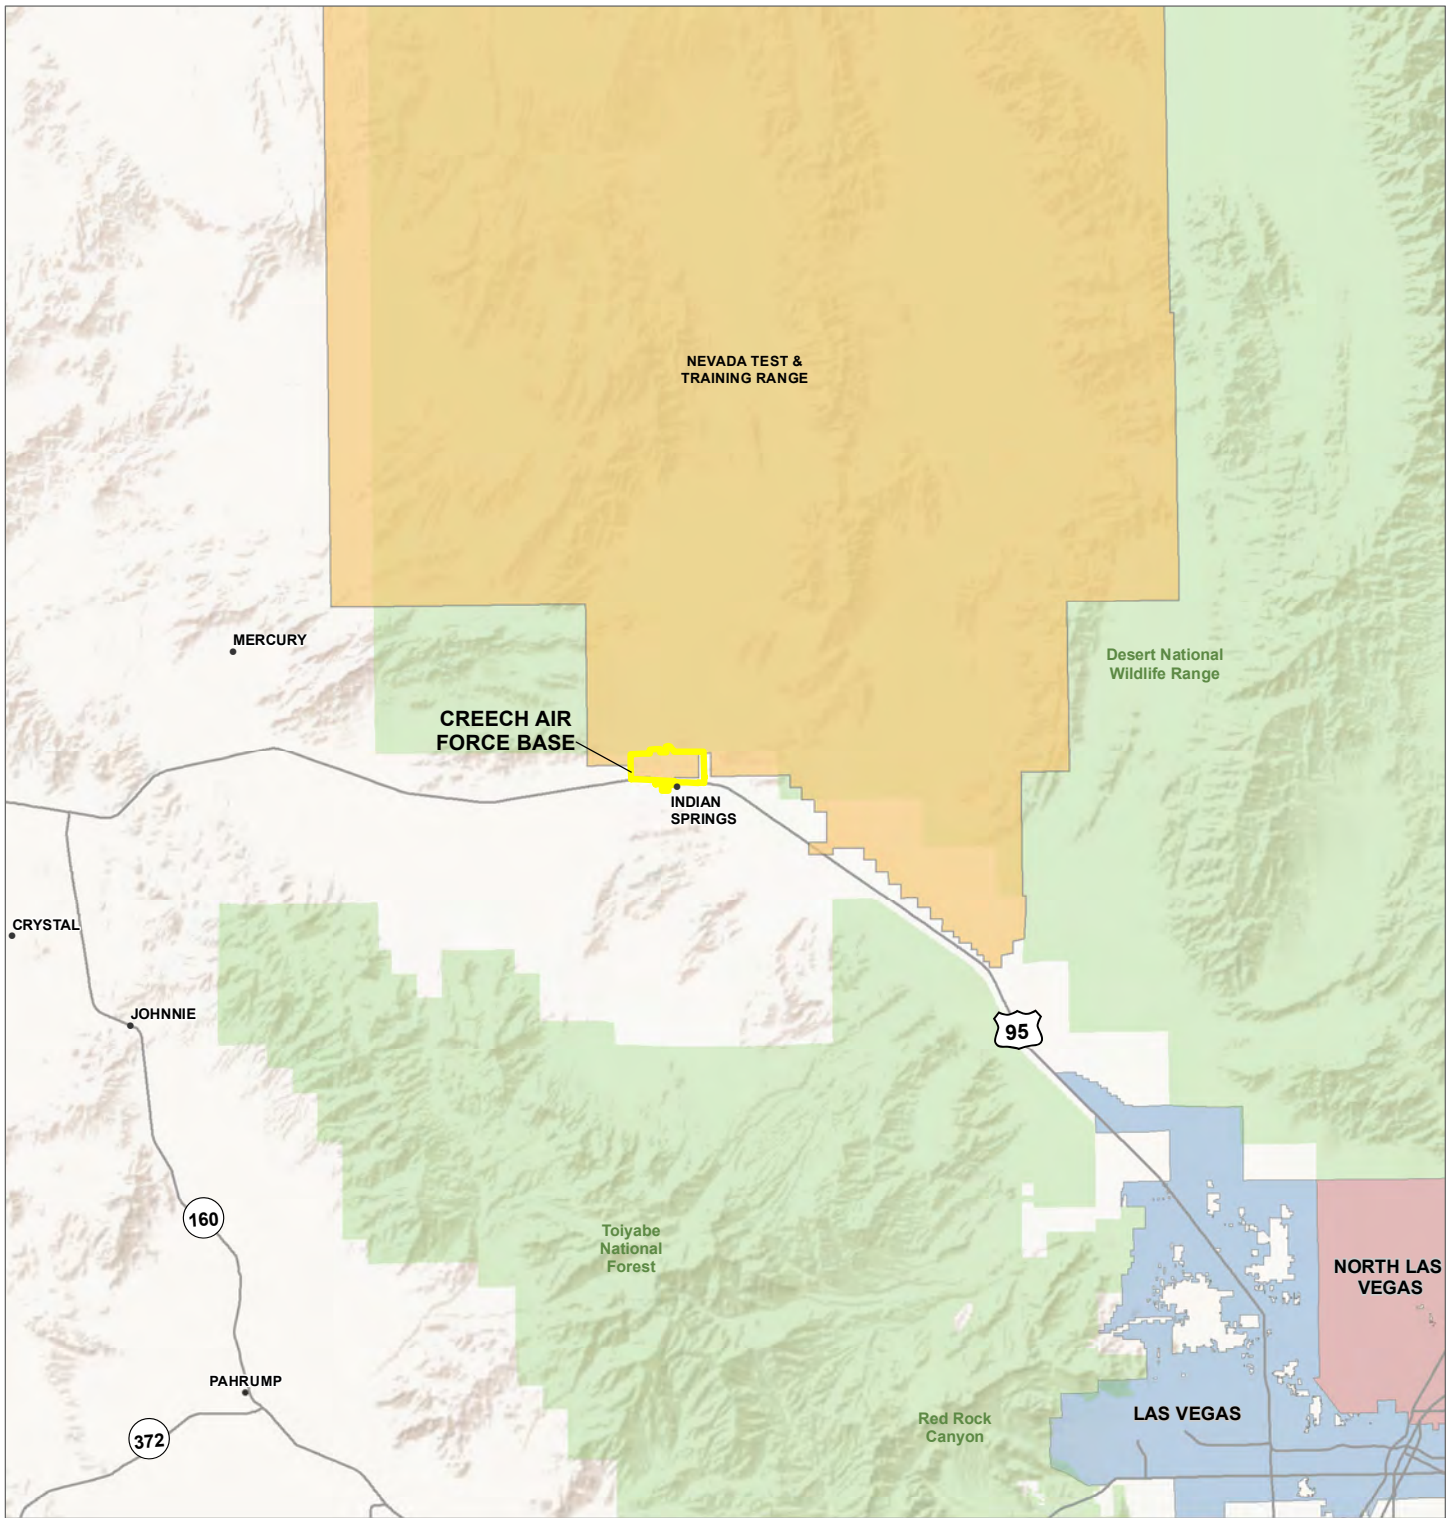 NEVADA TEST &
TRAINING RANGE
MERCURY
Desert National
Wildlife Range
CREECH AIR
FORCE BASE
INDIAN
SPRINGS
CRYSTAL
JOHNNIE
95
160
Toiyabe
National
Forest
NORTH LAS
VEGAS
PAHRUMP
LAS VEGAS
Red Rock
Canyon
372